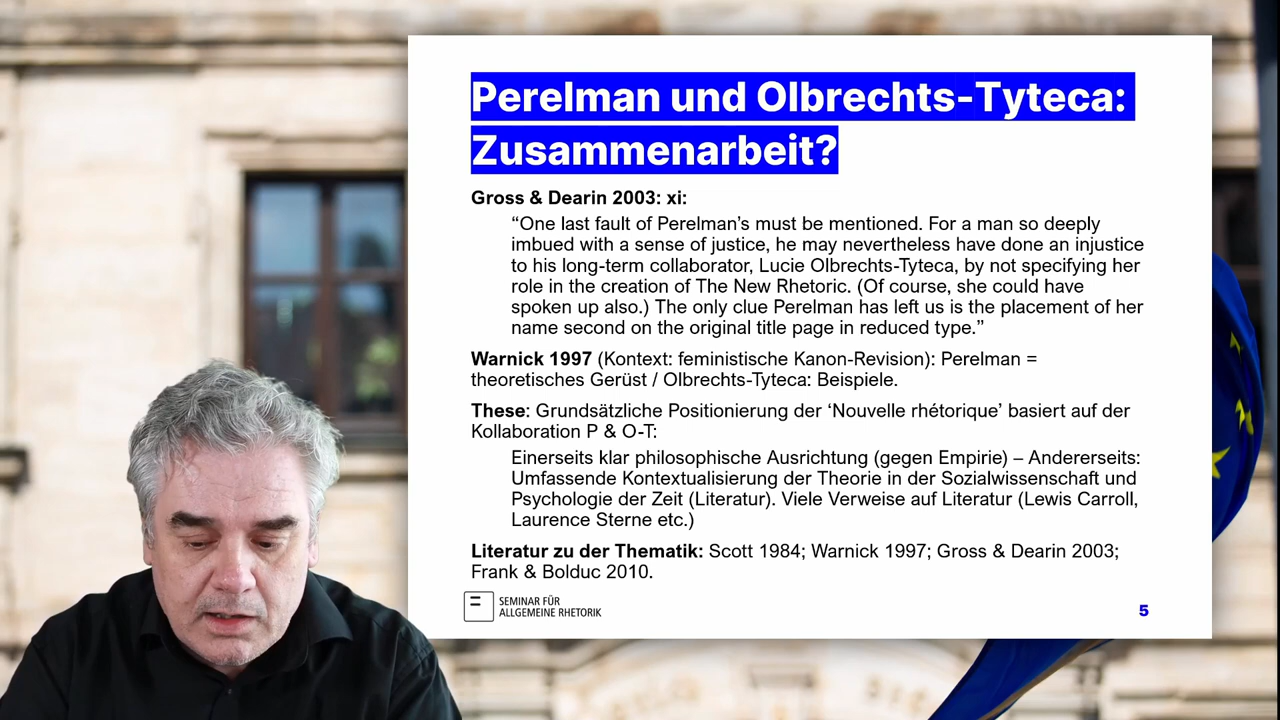 Perelman und Olbrechts-Tyteca:
Zusammenarbeit?
Gross & Dearin 2003: xi:
“One last fault of Perelman’s must be mentioned. For a man so deeply
imbued with a sense of justice, he may nevertheless have done an injustice
to his long-term collaborator, Lucie Olbrechts-Tyteca, by not specifying her
role in the creation of The New Rhetoric. (Of course, she could have
spoken up also.) The only clue Perelman has left us is the placement of her
name second on the original title page in reduced type.”
Warnick 1997 (Kontext: feministische Kanon-Revision): Perelman =
theoretisches Gerüst / Olbrechts-Tyteca: Beispiele.
These: Grundsätzliche Positionierung der ‘Nouvelle rhétorique’ basiert auf der
Kollaboration P & O-T:
Einerseits klar philosophische Ausrichtung (gegen Empirie) – Andererseits:
Umfassende Kontextualisierung der Theorie in der Sozialwissenschaft und
Psychologie der Zeit (Literatur). Viele Verweise auf Literatur (Lewis Carroll,
Laurence Sterne etc.)
Literatur zu der Thematik: Scott 1984; Warnick 1997; Gross & Dearin 2003;
Frank & Bolduc 2010.
SEMINAR FÜR
ALLGEMEINE RHETORIK
5